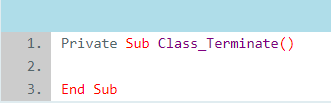 1. Private Sub Class_Terminate()
2.
3. End Sub